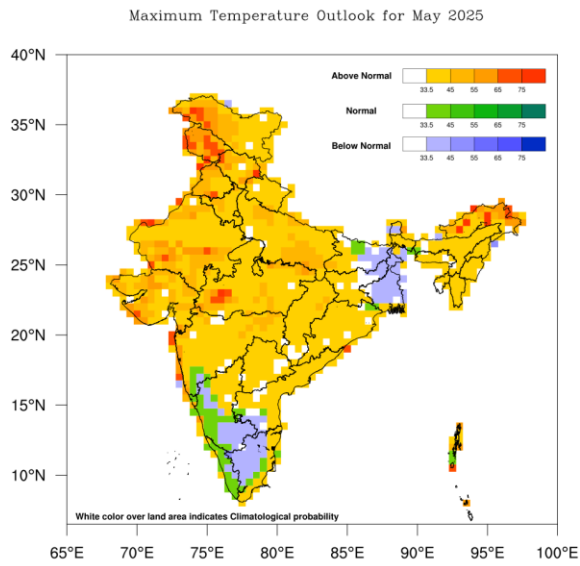 Maximum Temperature Outlook for May 2025
40°N
35°N
30°N
25°N
20°N
15°N
10°N
Above Normal
33.5 45 55 65 75
Normal
33.5 45 55 65 75
Below Normal
33.5 45 55 65 75
White color over land area indicates Climatological probability
65°E 70°E 75°E 80°E 85°E 90°E 95°E 100°E